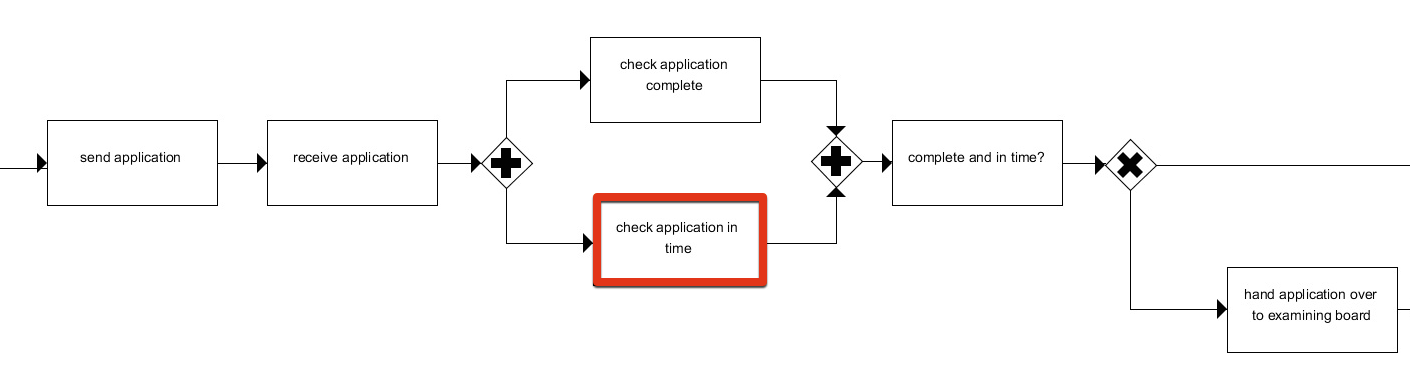 check application
complete
send application
receive application
complete and in time?
check application in
time
hand application over
to examining board